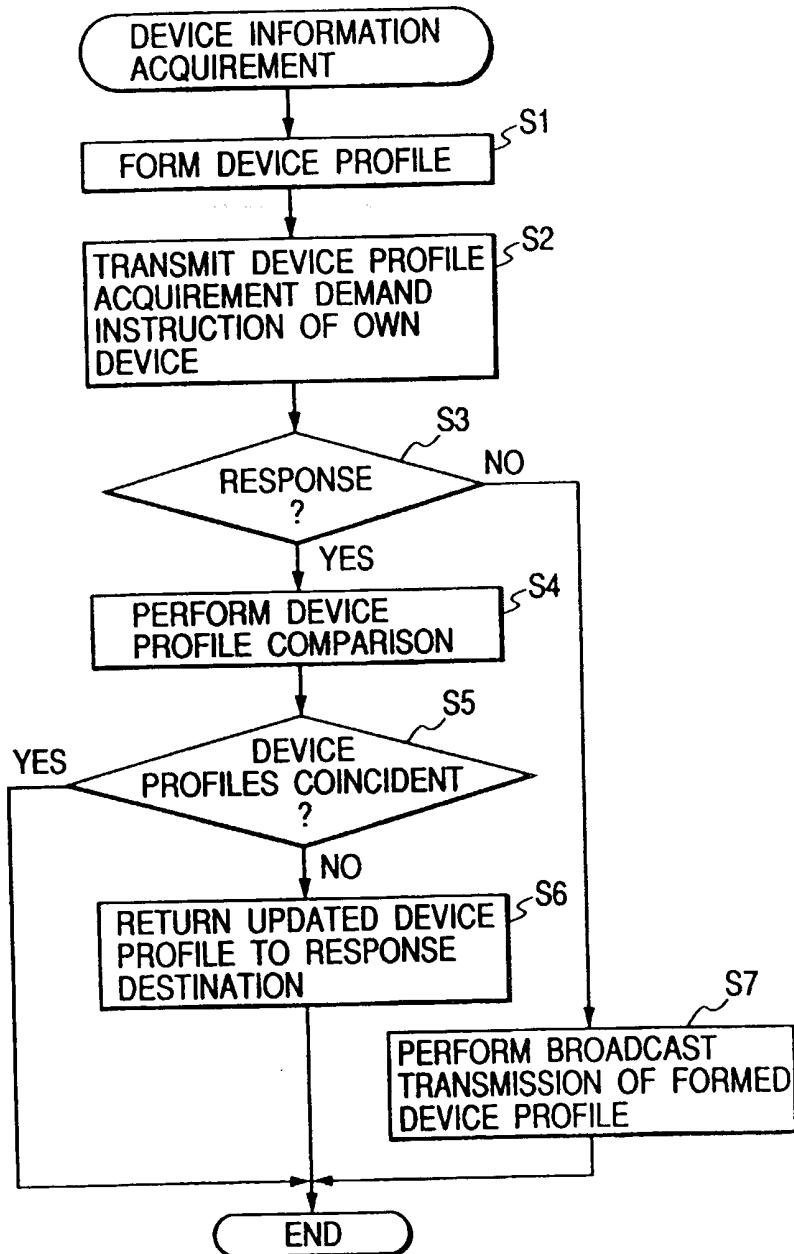 DEVICE INFORMATION
ACQUIREMENT
S1
FORM DEVICE PROFILE
S2
TRANSMIT DEVICE PROFILE
ACQUIREMENT DEMAND
INSTRUCTION OF OWN
DEVICE
S3
RESPONSE
?
NO
YES
S4
PERFORM DEVICE
PROFILE COMPARISON
S5
DEVICE
PROFILES COINCIDENT
?
YES
NO
S6
RETURN UPDATED DEVICE
PROFILE TO RESPONSE
DESTINATION
S7
PERFORM BROADCAST
TRANSMISSION OF FORMED
DEVICE PROFILE
END